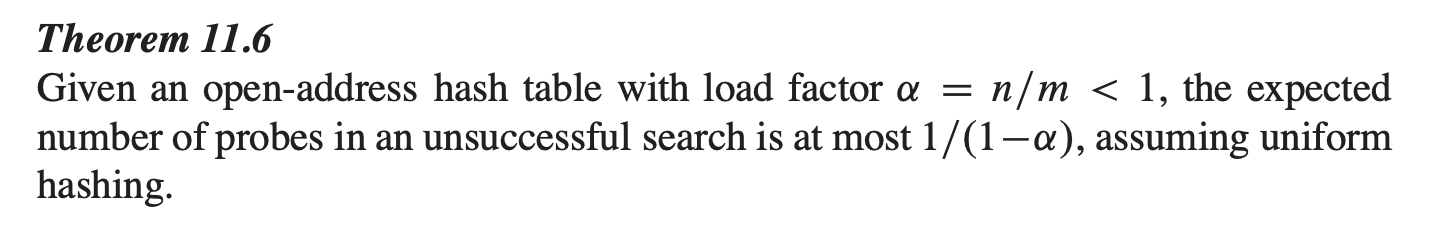 Theorem 11.6
Given an open-address hash table with load factor α = n/m < 1, the expected
number of probes in an unsuccessful search is at most 1/(1−α), assuming uniform
hashing.